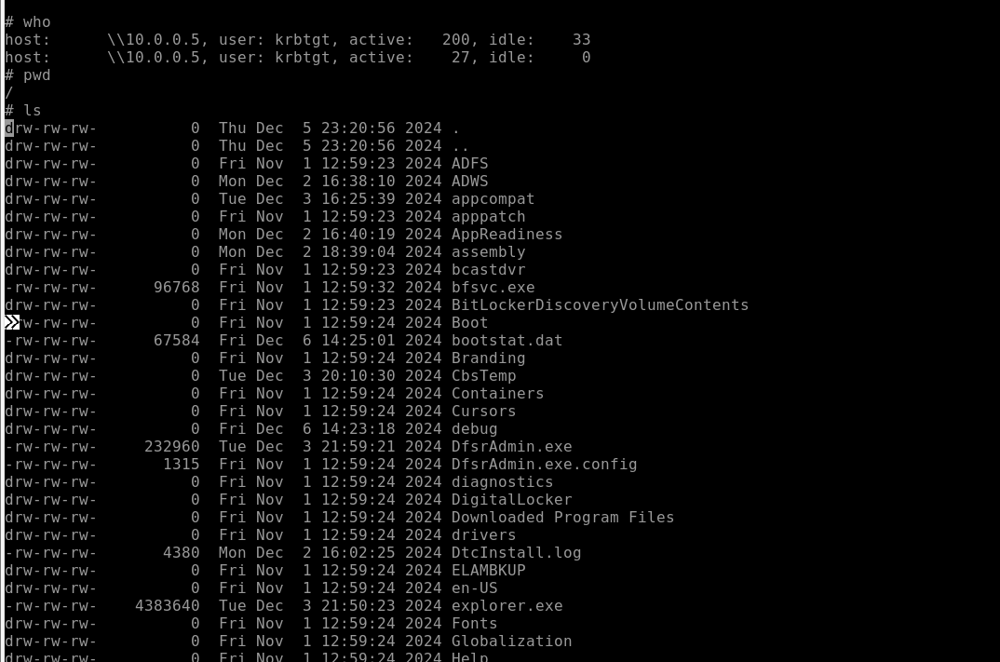 # who
host:      \\10.0.0.5, user: krbtgt, active:   200, idle:    33
host:      \\10.0.0.5, user: krbtgt, active:    27, idle:     0
# pwd
/
# ls
drw-rw-rw-          0  Thu Dec  5 23:20:56 2024 .
drw-rw-rw-          0  Thu Dec  5 23:20:56 2024 ..
drw-rw-rw-          0  Fri Nov  1 12:59:23 2024 ADFS
drw-rw-rw-          0  Mon Dec  2 16:38:10 2024 ADWS
drw-rw-rw-          0  Tue Dec  3 16:25:39 2024 appcompat
drw-rw-rw-          0  Fri Nov  1 12:59:23 2024 apppatch
drw-rw-rw-          0  Mon Dec  2 16:40:19 2024 AppReadiness
drw-rw-rw-          0  Mon Dec  2 18:39:04 2024 assembly
drw-rw-rw-          0  Fri Nov  1 12:59:23 2024 bcastdvr
-rw-rw-rw-      96768  Fri Nov  1 12:59:32 2024 bfsvc.exe
drw-rw-rw-          0  Fri Nov  1 12:59:23 2024 BitLockerDiscoveryVolumeContents
»rw-rw-rw-          0  Fri Nov  1 12:59:24 2024 Boot
-rw-rw-rw-      67584  Fri Dec  6 14:25:01 2024 bootstat.dat
drw-rw-rw-          0  Fri Nov  1 12:59:24 2024 Branding
drw-rw-rw-          0  Tue Dec  3 20:10:30 2024 CbsTemp
drw-rw-rw-          0  Fri Nov  1 12:59:24 2024 Containers
drw-rw-rw-          0  Fri Nov  1 12:59:24 2024 Cursors
drw-rw-rw-          0  Fri Dec  6 14:23:18 2024 debug
-rw-rw-rw-     232960  Tue Dec  3 21:59:21 2024 DfsrAdmin.exe
-rw-rw-rw-       1315  Fri Nov  1 12:59:24 2024 DfsrAdmin.exe.config
drw-rw-rw-          0  Fri Nov  1 12:59:24 2024 diagnostics
drw-rw-rw-          0  Fri Nov  1 12:59:24 2024 DigitalLocker
drw-rw-rw-          0  Fri Nov  1 12:59:24 2024 Downloaded Program Files
drw-rw-rw-          0  Fri Nov  1 12:59:24 2024 drivers
-rw-rw-rw-       4380  Mon Dec  2 16:02:25 2024 DtcInstall.log
drw-rw-rw-          0  Fri Nov  1 12:59:24 2024 ELAMBKUP
drw-rw-rw-          0  Fri Nov  1 12:59:24 2024 en-US
-rw-rw-rw-    4383640  Tue Dec  3 21:50:23 2024 explorer.exe
drw-rw-rw-          0  Fri Nov  1 12:59:24 2024 Fonts
drw-rw-rw-          0  Fri Nov  1 12:59:24 2024 Globalization
drw-rw-rw-          0  Fri Nov  1 12:59:24 2024 Help